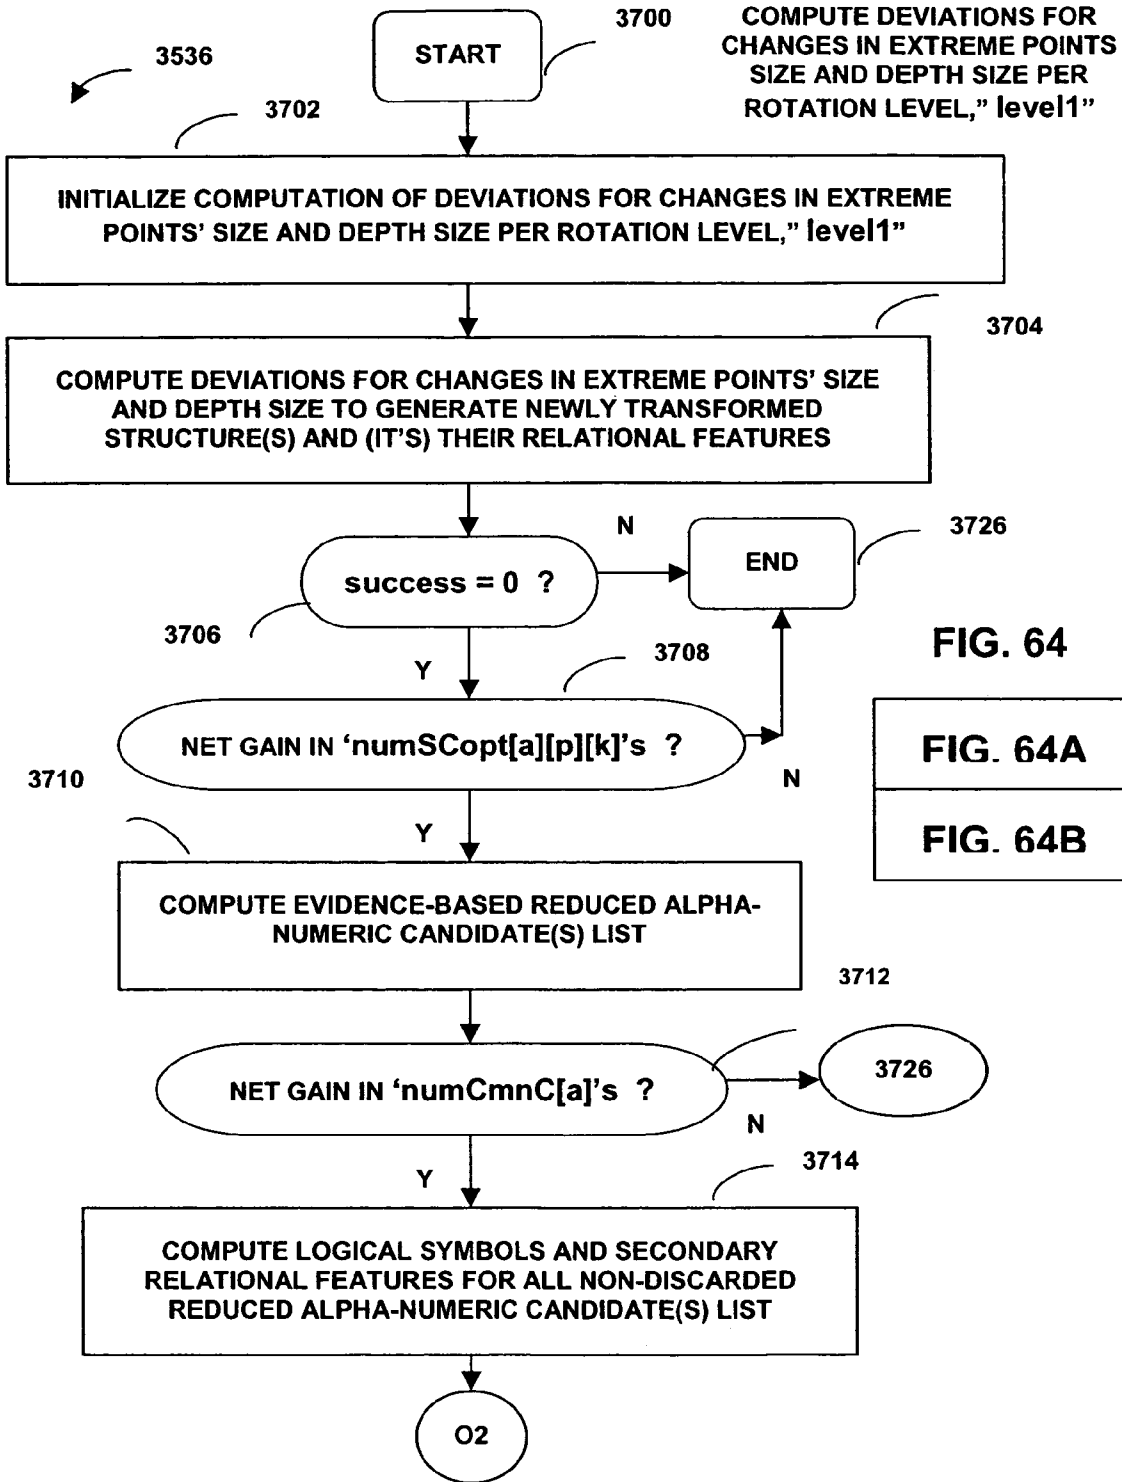 3700
COMPUTE DEVIATIONS FOR
CHANGES IN EXTREME POINTS
SIZE AND DEPTH SIZE PER
ROTATION LEVEL,” level1”
START
3536
3702
INITIALIZE COMPUTATION OF DEVIATIONS FOR CHANGES IN EXTREME
POINTS’ SIZE AND DEPTH SIZE PER ROTATION LEVEL,” level1”
3704
COMPUTE DEVIATIONS FOR CHANGES IN EXTREME POINTS’ SIZE
AND DEPTH SIZE TO GENERATE NEWLY TRANSFORMED
STRUCTURE(S) AND (IT’S) THEIR RELATIONAL FEATURES
N
3726
END
success = 0 ?
3706
Y
3708
FIG. 64
NET GAIN IN ‘numSCopt[a][p][k]’s ?
N
FIG. 64A
FIG. 64B
3710
Y
COMPUTE EVIDENCE-BASED REDUCED ALPHA-
NUMERIC CANDIDATE(S) LIST
3712
NET GAIN IN ‘numCmnC[a]’s ?
3726
N
Y
3714
COMPUTE LOGICAL SYMBOLS AND SECONDARY
RELATIONAL FEATURES FOR ALL NON-DISCARDED
REDUCED ALPHA-NUMERIC CANDIDATE(S) LIST
O2